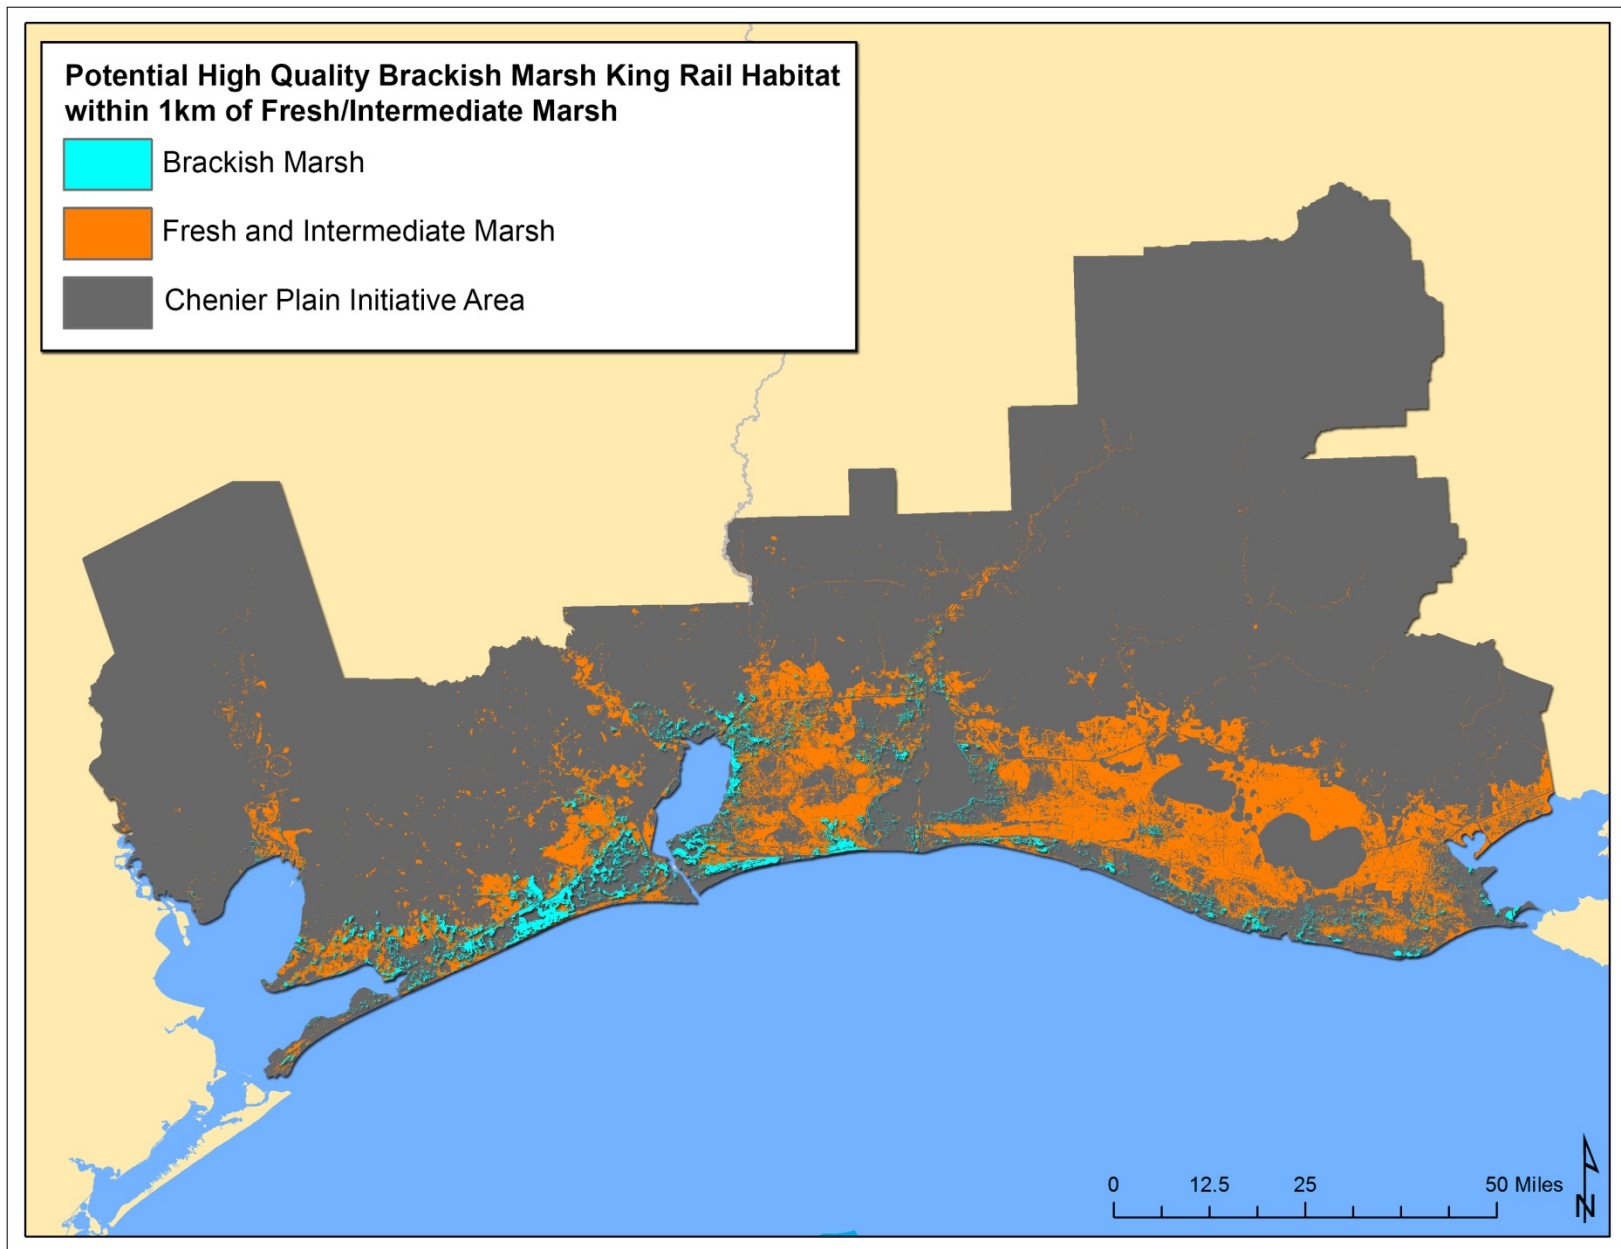 Potential High Quality Brackish Marsh King Rail Habitat
within 1km of Fresh/Intermediate Marsh
Brackish Marsh
Fresh and Intermediate Marsh
Chenier Plain Initiative Area
0 12.5 25 50 Miles
N